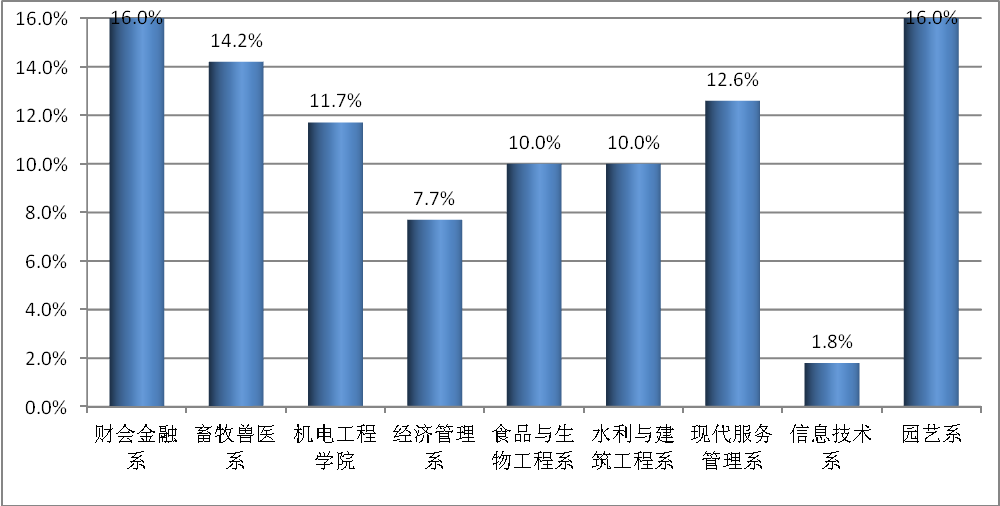 16.0%
14.0%
12.0%
10.0%
8.0%
6.0%
4.0%
2.0%
0.0%
16.0%
14.2%
11.7%
7.7%
10.0%
10.0%
12.6%
1.8%
16.0%
财会金融
系
畜牧兽医
系
机电工程
学院
经济管理
系
食品与生
物工程系
水利与建
筑工程系
现代服务
管理系
信息技术
系
园艺系